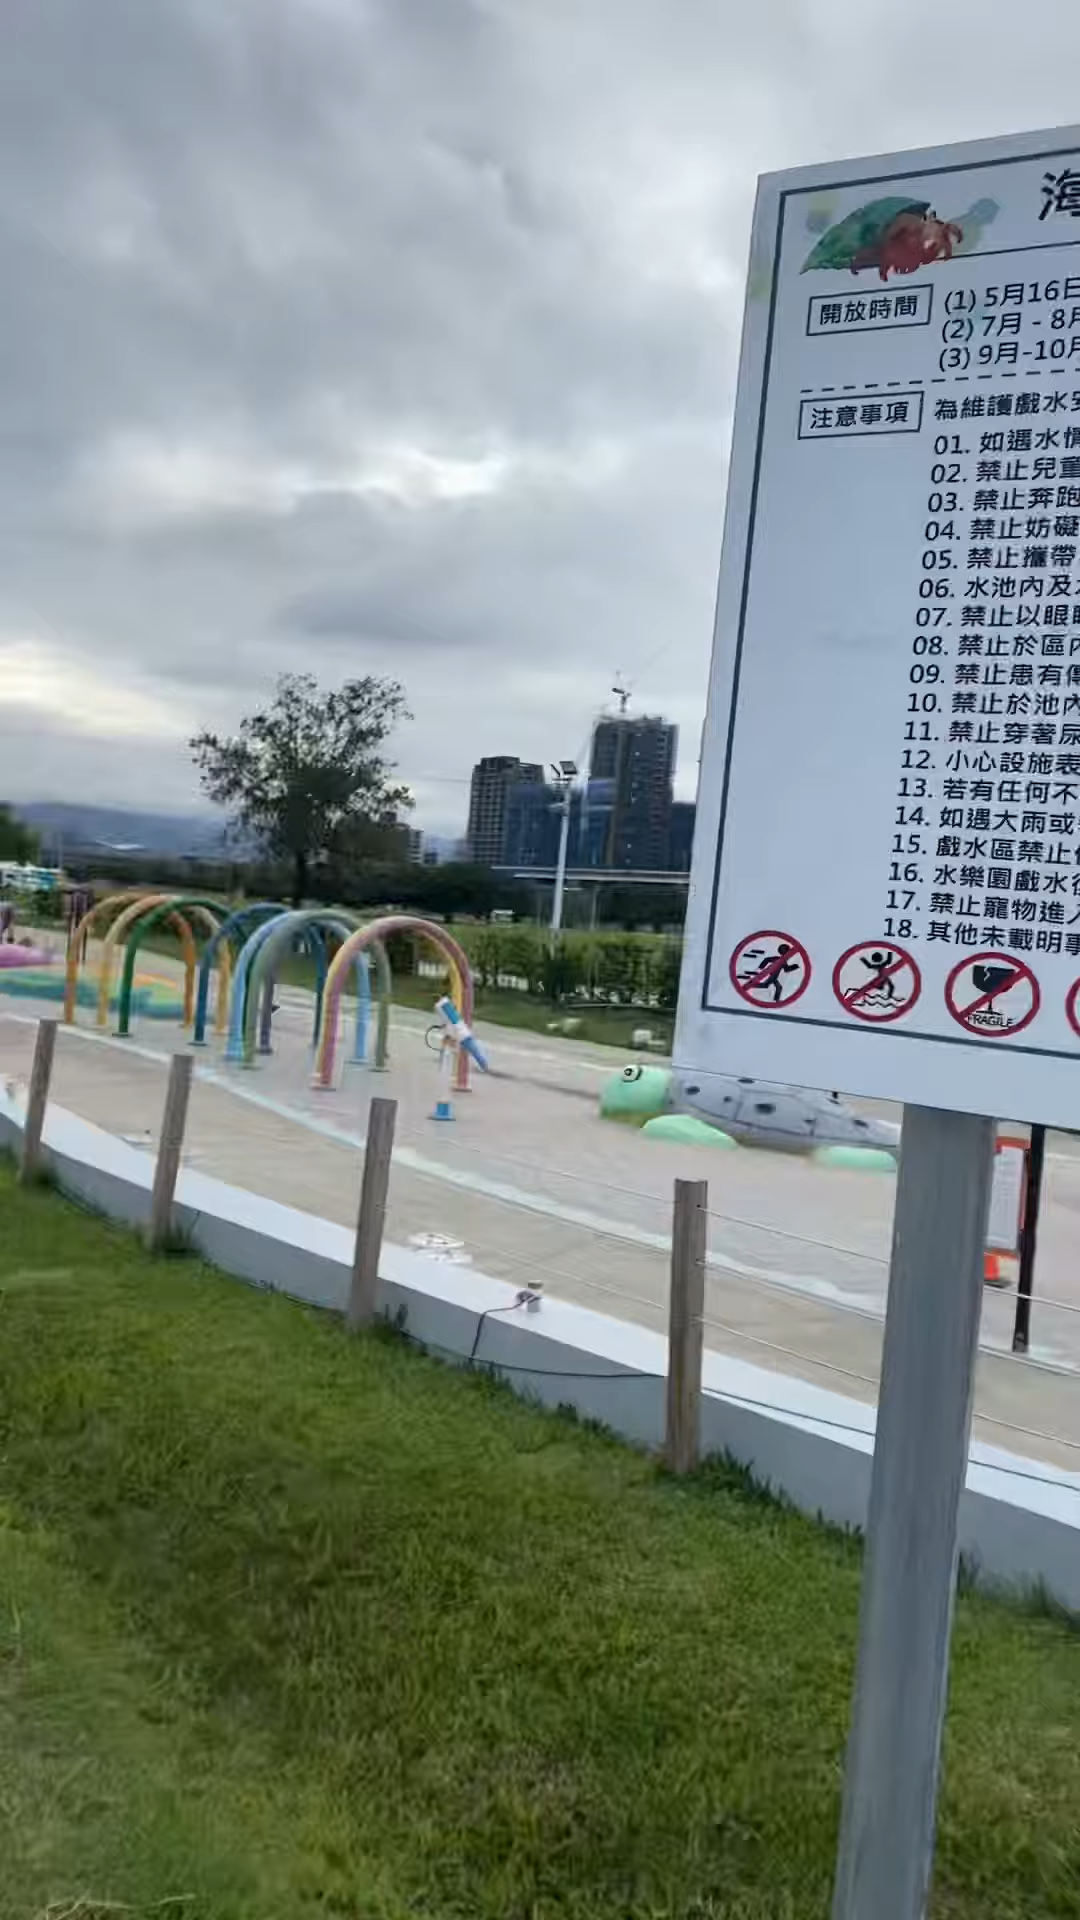 海
開放時間
(1) 5月16日
(2) 7月 - 8月
(3) 9月-10月
注意事項
為維護戲水安
01. 如遇水情
02. 禁止兒童
03. 禁止奔跑
04. 禁止妨礙
05. 禁止攜帶
06. 水池內及
07. 禁止以眼
08. 禁止於區內
09. 禁止患有傳
10. 禁止於池內
11. 禁止穿著尿
12. 小心設施表
13. 若有任何不
14. 如遇大雨或
15. 戲水區禁止
16. 水樂園戲水
17. 禁止寵物進入
18. 其他未載明事
FRAGILE